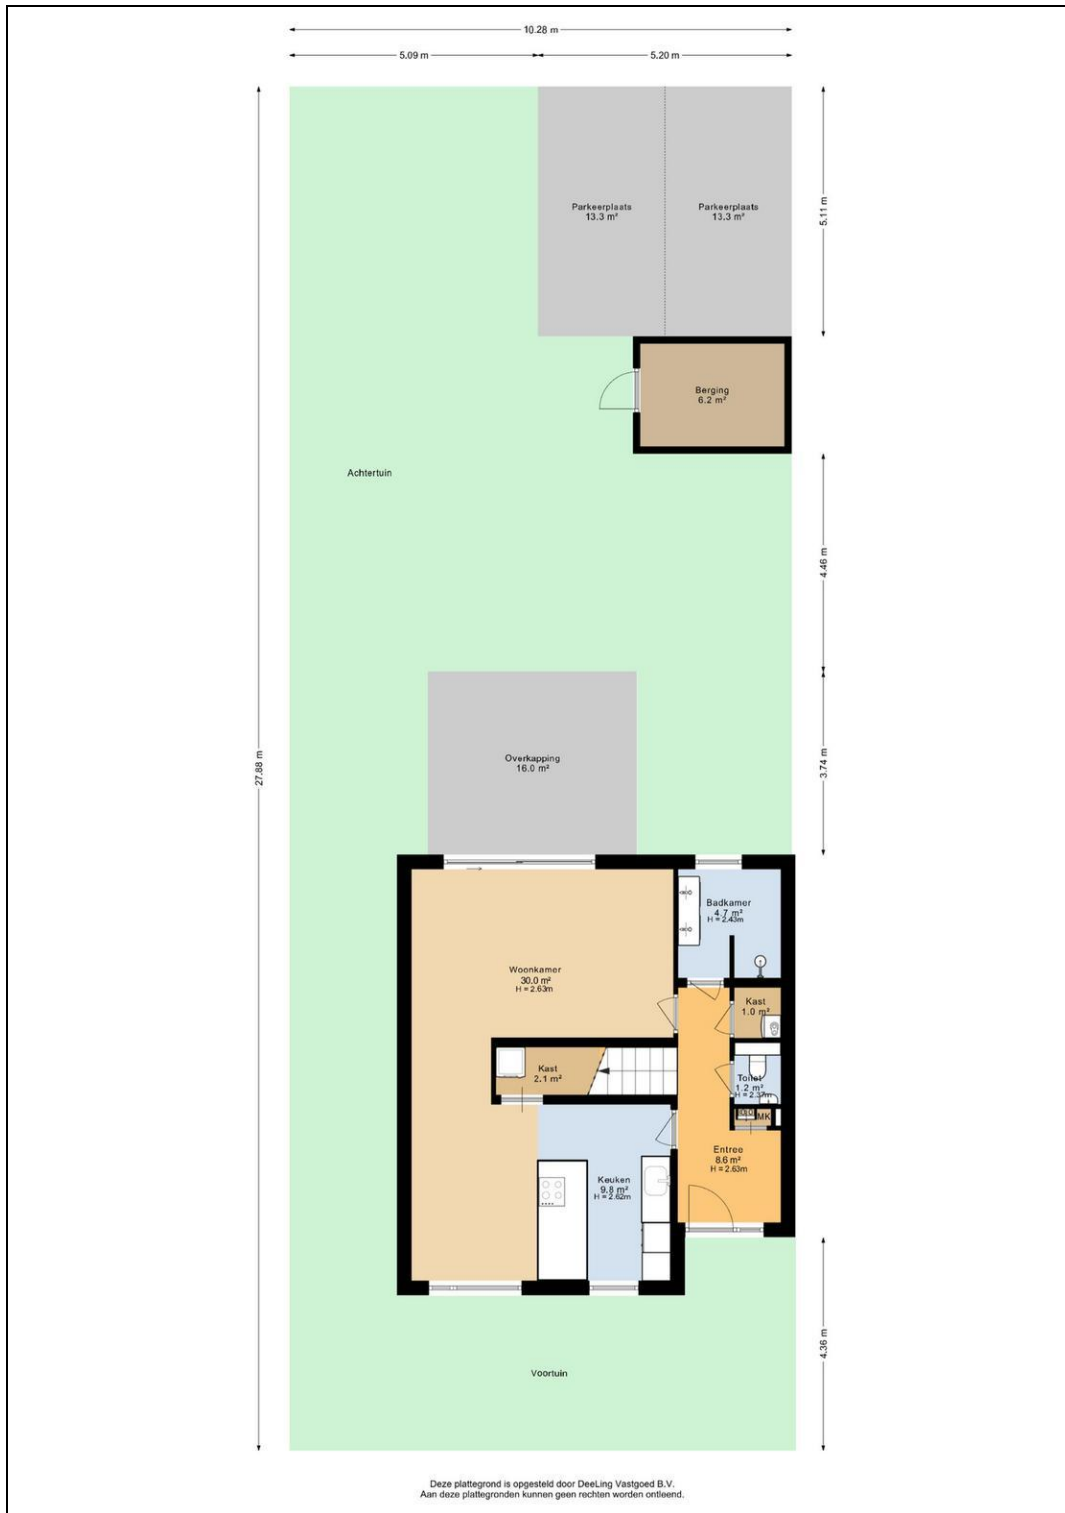 10.28 m
5.09 m
5.20 m
5.11 m
Parkeerplaats
13.3 m²
Parkeerplaats
13.3 m²
Berging
6.2 m²
Achtertuin
4.46 m
27.88 m
3.74 m
Overkapping
16.0 m²
Badkamer
4.7 m²
H = 2.43m
Woonkamer
30.0 m²
H = 2.63m
Kast
1.0 m²
Kast
2.1 m²
Toilet
1.2 m²
H = 2.37m
MK
Entree
8.6 m²
H = 2.63m
Keuken
9.8 m²
H = 2.62m
4.36 m
Voortuin
Deze plattegrond is opgesteld door DeeLing Vastgoed B.V.
Aan deze plattegronden kunnen geen rechten worden ontleend.